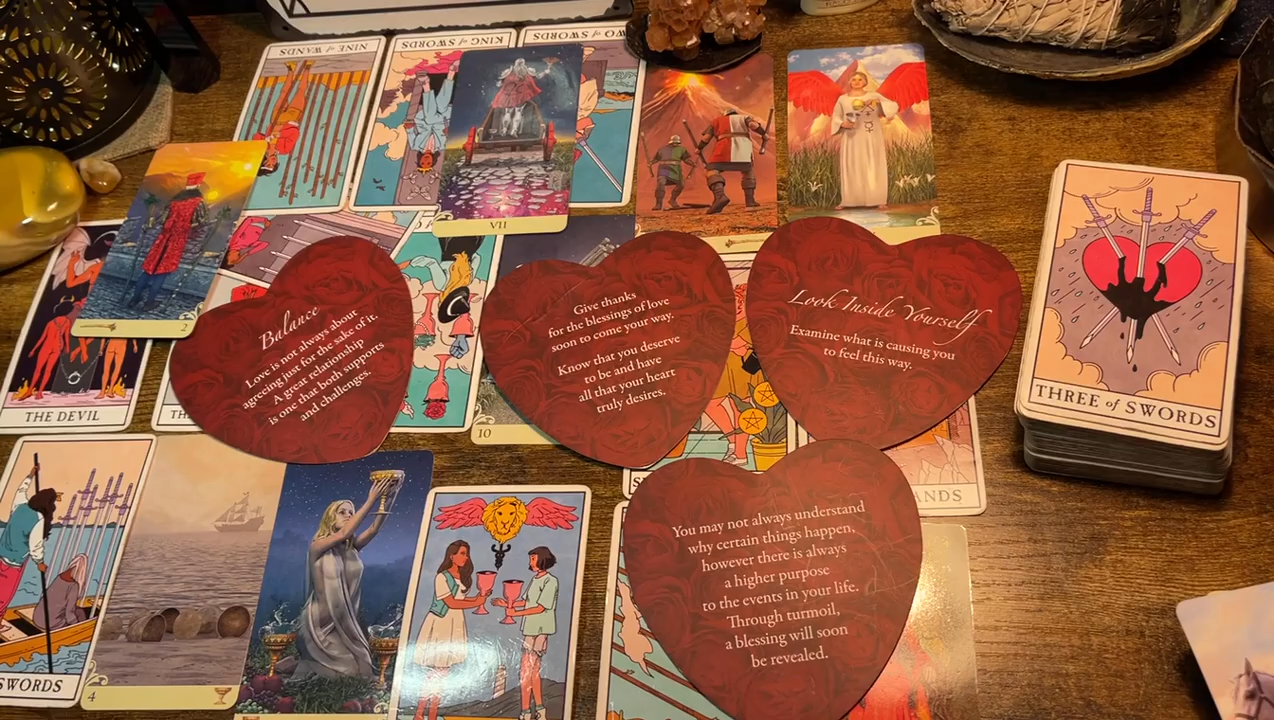 NINE of WANDS
KING of SWORDS
TWO of SWORDS
VII
2
THE DEVIL
Balance
Love is not always about
agreeing just for the sake of it.
A great relationship
is one that both supports
and challenges.
Give thanks
for the blessings of love
soon to come your way.
Know that you deserve
to be and have
all that your heart
truly desires.
Look Inside Yourself
Examine what is causing you
to feel this way.
THREE of SWORDS
10
SWORDS
4
You may not always understand
why certain things happen,
however there is always
a higher purpose
to the events in your life.
Through turmoil,
a blessing will soon
be revealed.